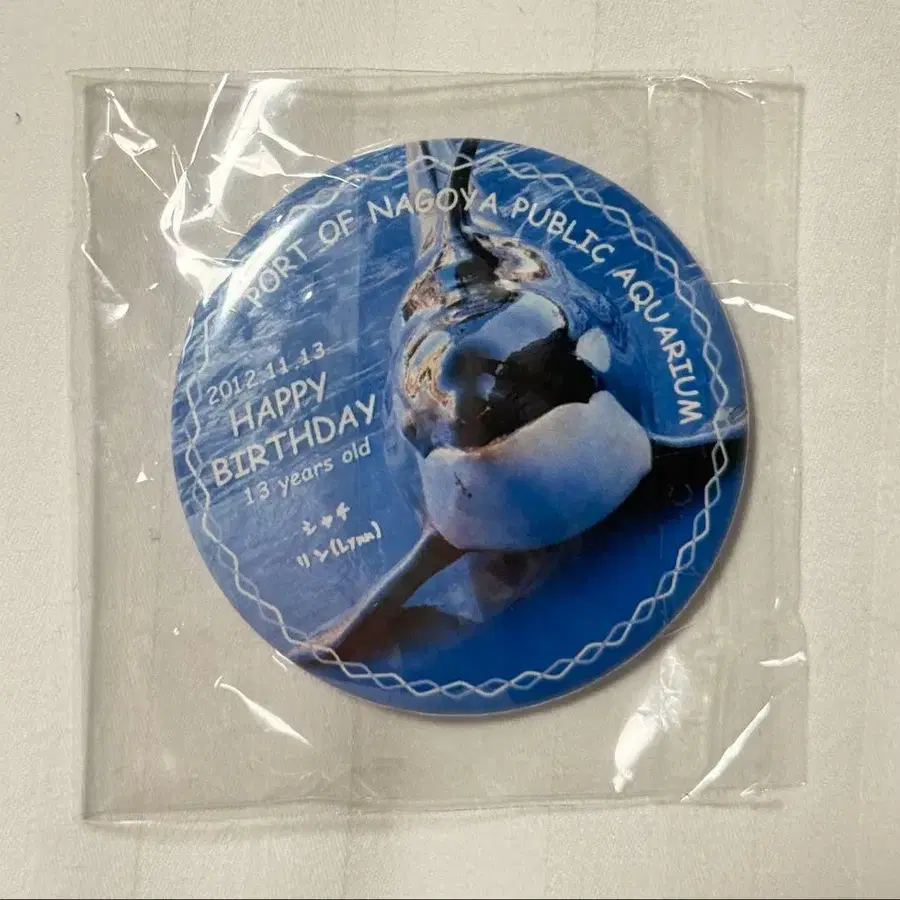 PORT OF NAGOYA PUBLIC AQUARIUM
2012.11.13
HAPPY
BIRTHDAY
13 years old
シャチ
リン(Lynn)